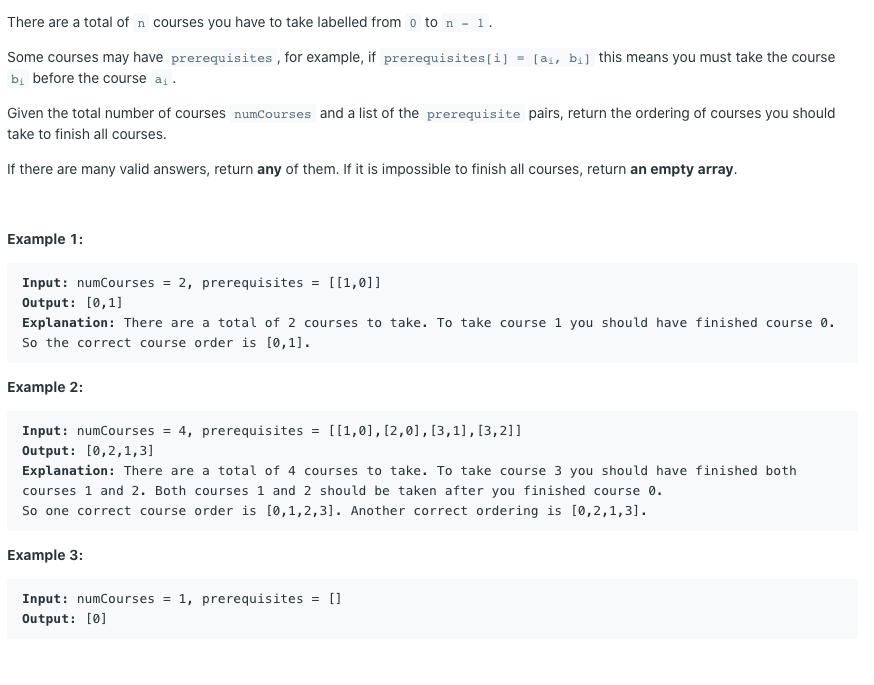 There are a total of n courses you have to take labelled from 0 to n - 1.
Some courses may have prerequisites, for example, if prerequisites[i] = [aᵢ, bᵢ] this means you must take the course
bᵢ before the course aᵢ.
Given the total number of courses numCourses and a list of the prerequisite pairs, return the ordering of courses you should
take to finish all courses.
If there are many valid answers, return any of them. If it is impossible to finish all courses, return an empty array.
Example 1:
Input: numCourses = 2, prerequisites = [[1,0]]
Output: [0,1]
Explanation: There are a total of 2 courses to take. To take course 1 you should have finished course 0.
So the correct course order is [0,1].
Example 2:
Input: numCourses = 4, prerequisites = [[1,0],[2,0],[3,1],[3,2]]
Output: [0,2,1,3]
Explanation: There are a total of 4 courses to take. To take course 3 you should have finished both
courses 1 and 2. Both courses 1 and 2 should be taken after you finished course 0.
So one correct course order is [0,1,2,3]. Another correct ordering is [0,2,1,3].
Example 3:
Input: numCourses = 1, prerequisites = []
Output: [0]